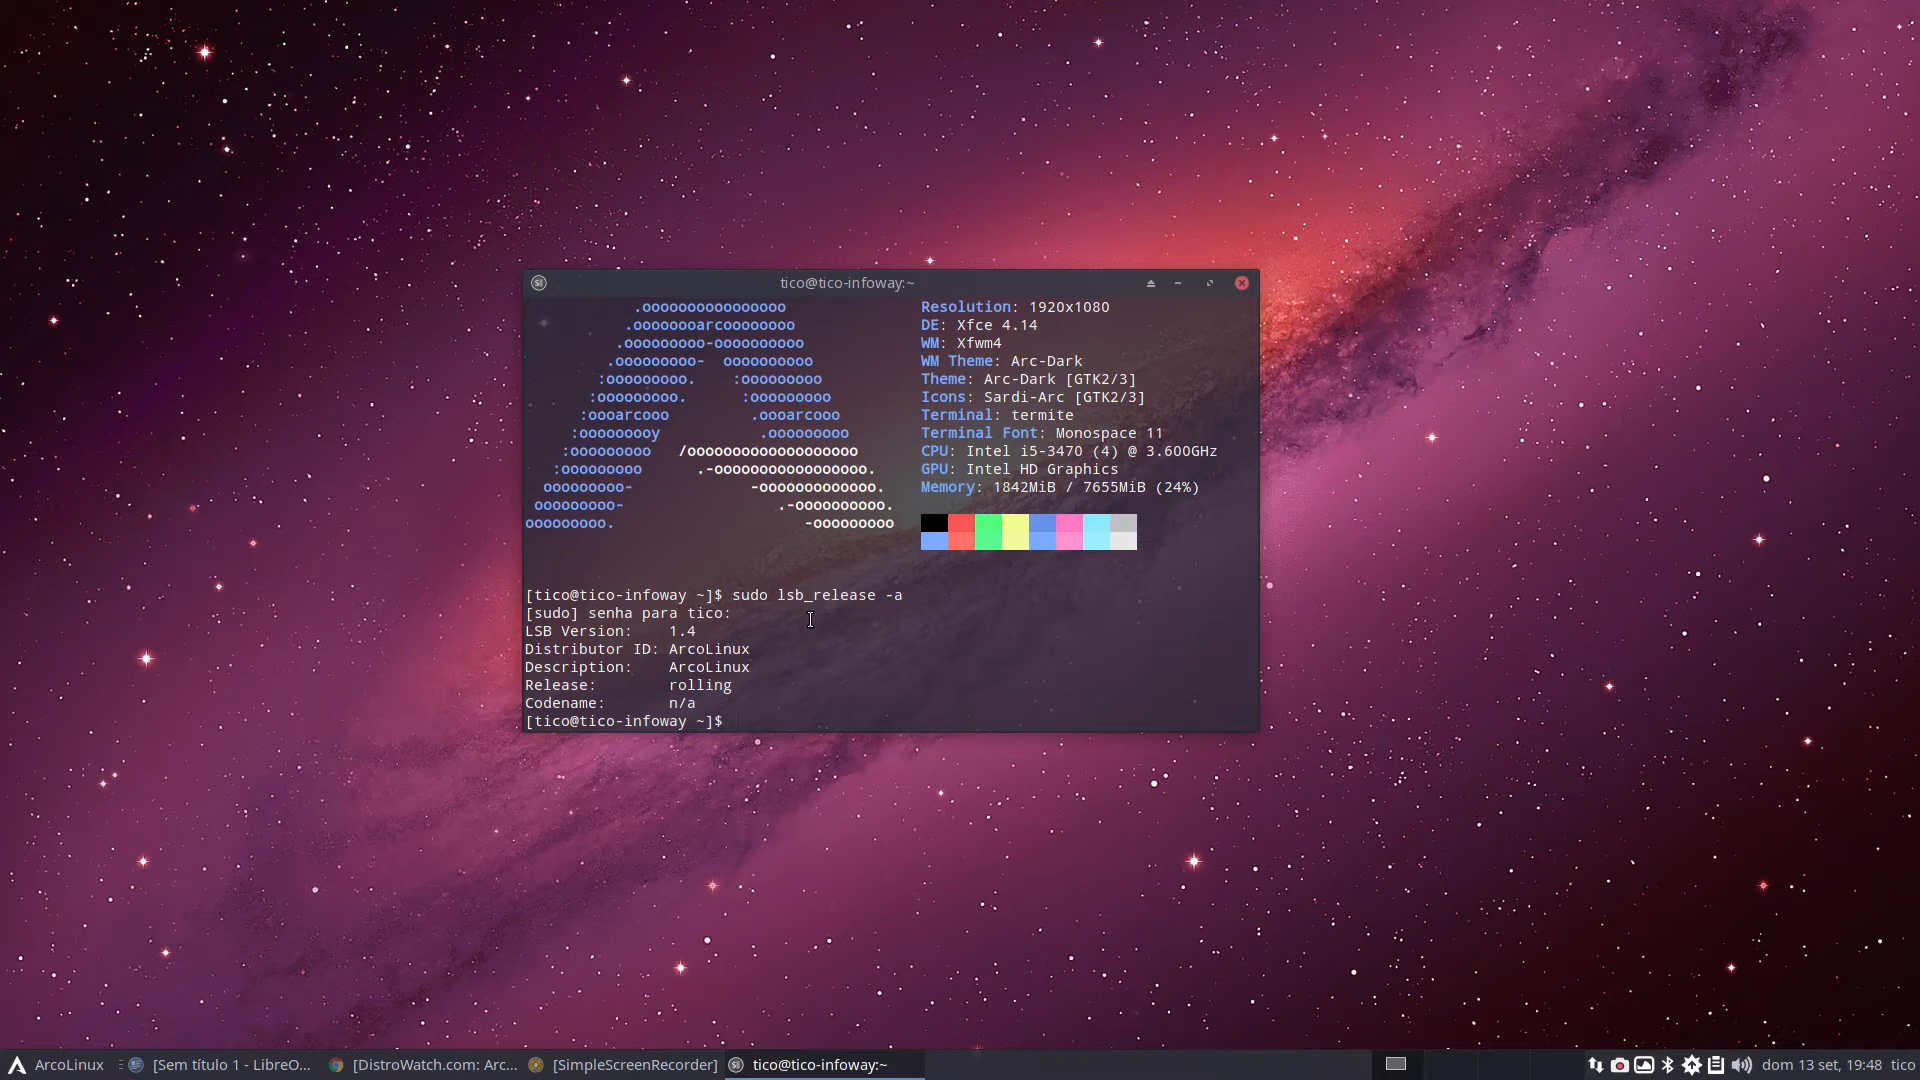 tico@tico-infoway:~
.oooooooooooooooo
.ooooooooarcoooooooo
.ooooooooo-oooooooooo
.ooooooooo-  oooooooooo
:ooooooooo.    :ooooooooo
:ooooooooo.      :ooooooooo
:oooarcooo         .oooarcooo
:ooooooooy           .ooooooooo
:ooooooooo   /ooooooooooooooooooo
:ooooooooo      .-ooooooooooooooooo.
ooooooooo-             -ooooooooooooo.
ooooooooo-                 .-oooooooooo.
ooooooooo.                     -ooooooooo
Resolution: 1920x1080
DE: Xfce 4.14
WM: Xfwm4
WM Theme: Arc-Dark
Theme: Arc-Dark [GTK2/3]
Icons: Sardi-Arc [GTK2/3]
Terminal: termite
Terminal Font: Monospace 11
CPU: Intel i5-3470 (4) @ 3.600GHz
GPU: Intel HD Graphics
Memory: 1842MiB / 7655MiB (24%)
[tico@tico-infoway ~]$ sudo lsb_release -a
[sudo] senha para tico:
LSB Version:    1.4
Distributor ID: ArcoLinux
Description:    ArcoLinux
Release:        rolling
Codename:       n/a
[tico@tico-infoway ~]$
ArcoLinux
[Sem título 1 - LibreO...
[DistroWatch.com: Arc...
[SimpleScreenRecorder]
tico@tico-infoway:~
dom 13 set, 19:48
tico